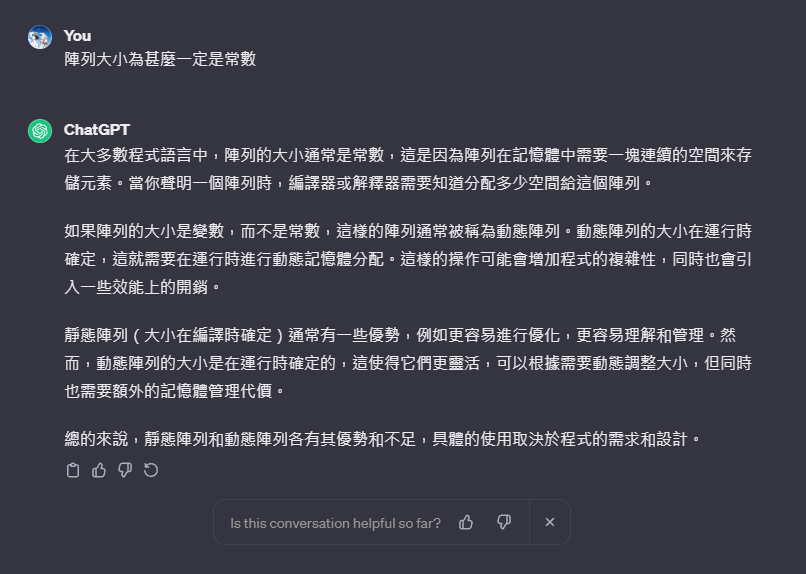 You
陣列大小為甚麼一定是常數
ChatGPT
在大多數程式語言中，陣列的大小通常是常數，這是因為陣列在記憶體中需要一塊連續的空間來存
儲元素。當你聲明一個陣列時，編譯器或解釋器需要知道分配多少空間給這個陣列。
如果陣列的大小是變數，而不是常數，這樣的陣列通常被稱為動態陣列。動態陣列的大小在運行時
確定，這就需要在運行時進行動態記憶體分配。這樣的操作可能會增加程式的複雜性，同時也會引
入一些效能上的開銷。
靜態陣列（大小在編譯時確定）通常有一些優勢，例如更容易進行優化，更容易理解和管理。然
而，動態陣列的大小是在運行時確定的，這使得它們更靈活，可以根據需要動態調整大小，但同時
也需要額外的記憶體管理代價。
總的來說，靜態陣列和動態陣列各有其優勢和不足，具體的使用取決於程式的需求和設計。
Is this conversation helpful so far?